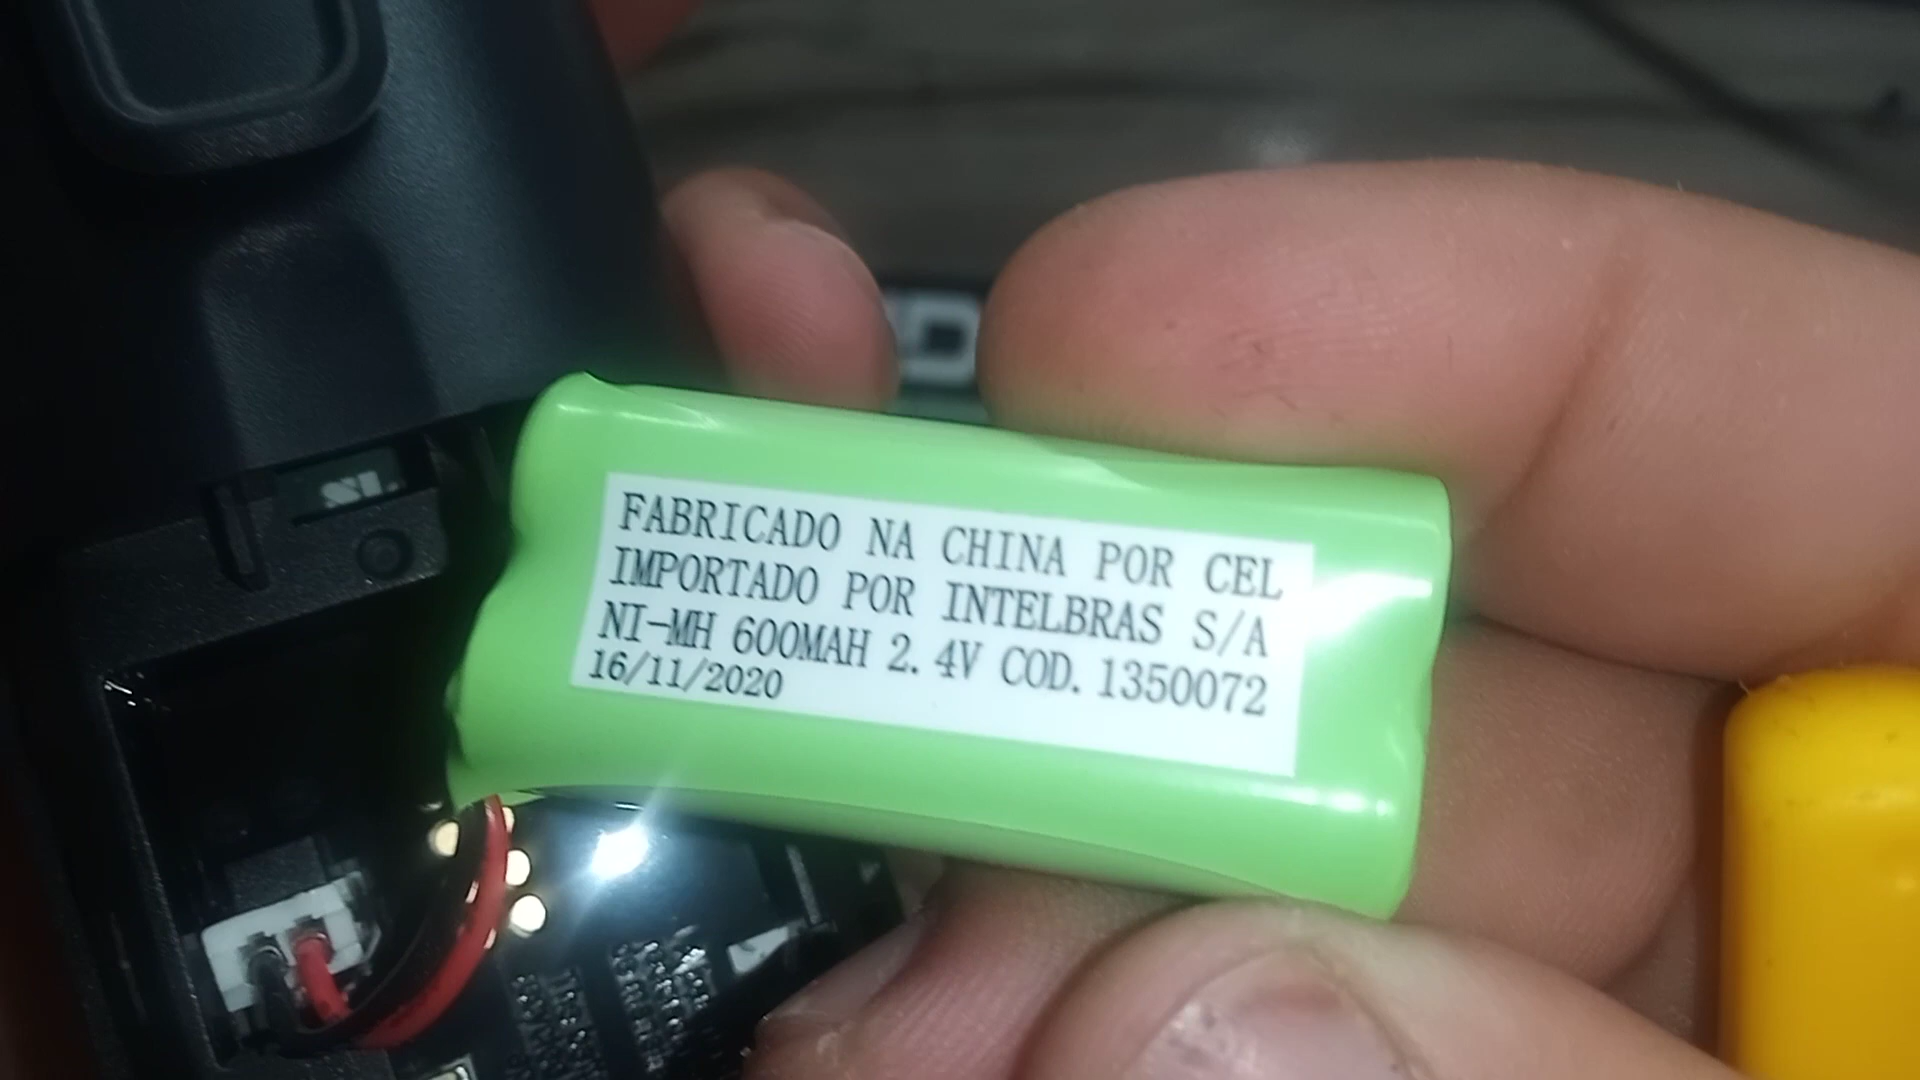 FABRICADO NA CHINA POR CEL
IMPORTADO POR INTELBRAS S/A
NI-MH 600MAH 2.4V COD.1350072
16/11/2020